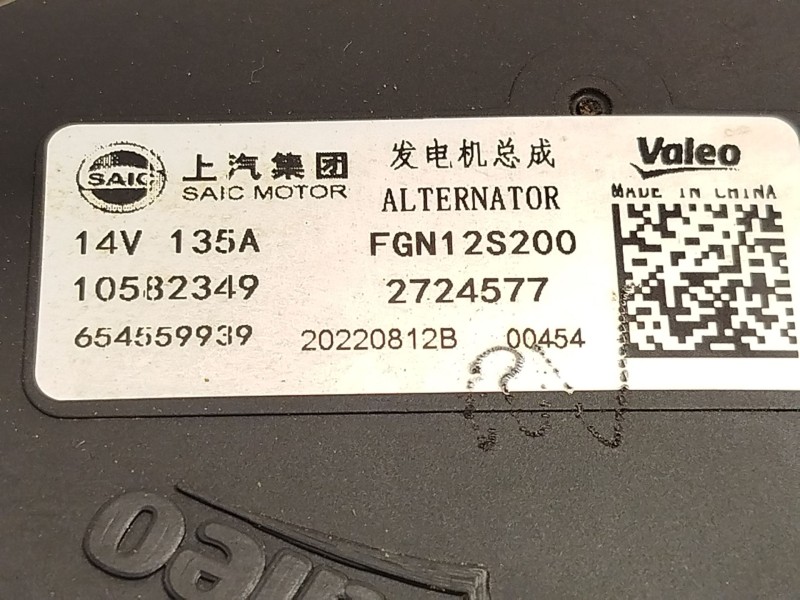 SAIC 上汽集团 发电机总成 Valeo
SAIC MOTOR ALTERNATOR MADE IN CHINA
14V 135A FGN12S200
10582349 2724577
654559939 20220812B 00454